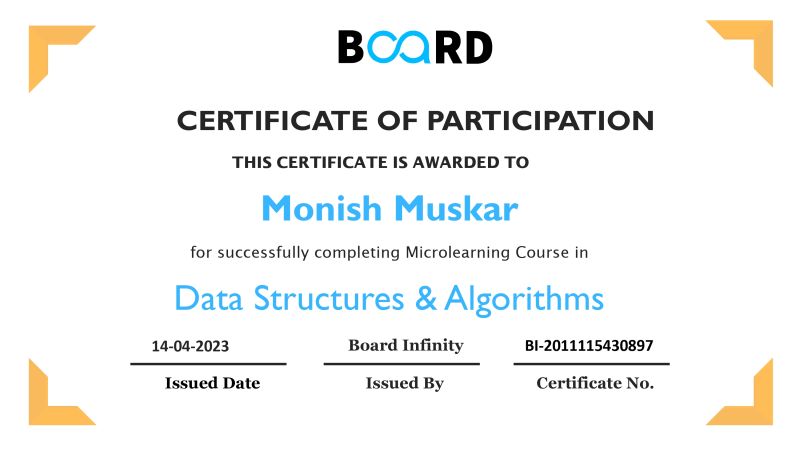 BOARD
CERTIFICATE OF PARTICIPATION
THIS CERTIFICATE IS AWARDED TO
Monish Muskar
for successfully completing Microlearning Course in
Data Structures & Algorithms
14-04-2023 Board Infinity BI-2011115430897
Issued Date Issued By Certificate No.